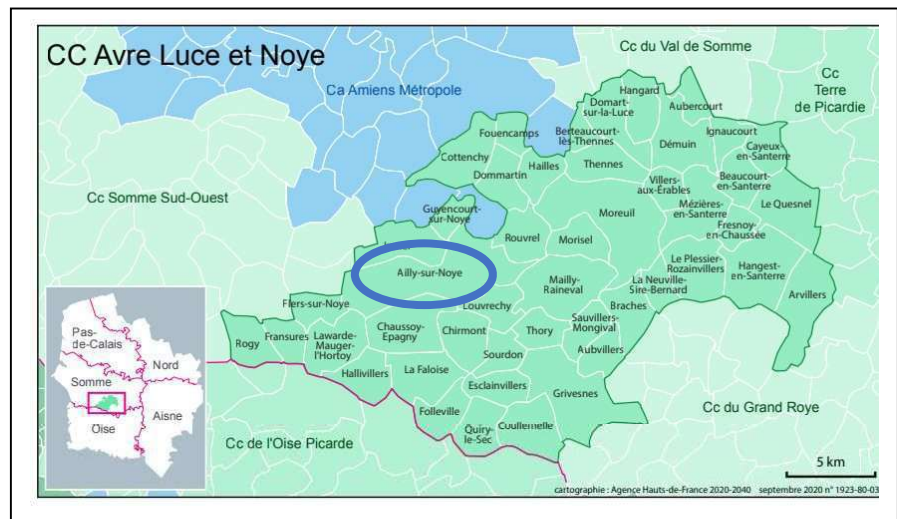 CC Avre Luce et Noye
Cc du Val de Somme
Cc
Terre
de Picardie
Ca Amiens Métropole
Hangard
Domart-
sur-la-Luce
Aubercourt
Fouencamps
Berteaucourt-
lès-Thennes
Ignaucourt
Démuin
Cayeux-
en-Santerre
Cottenchy
Hailles
Thennes
Dommartin
Villers-
aux-Érables
Beaucourt-
en-Santerre
Cc Somme Sud-Ouest
Guyencourt-
sur-Noye
Moreuil
Mézières-
en-Santerre
Le Quesnel
Fresnoy-
en-Chaussée
Rouvrel
Morisel
Ailly-sur-Noye
Le Plessier-
Rozainvillers
Hangest-
en-Santerre
Mailly-
Raineval
La Neuville-
Sire-Bernard
Arvillers
Flers-sur-Noye
Louvrechy
Braches
Sauvillers-
Mongival
Rogy
Fransures
Lawarde-
Mauger-
l'Hortoy
Chaussoy-
Epagny
Chirmont
Thory
Aubvillers
Sourdon
Hallivillers
La Faloise
Esclainvillers
Grivesnes
Folleville
Quiry-
le-Sec
Coullemelle
Cc du Grand Roye
Cc de l'Oise Picarde
Pas-
de-Calais
Nord
Somme
Aisne
Oise
5 km
cartographie : Agence Hauts-de-France 2020-2040 septembre 2020 n° 1923-80-03